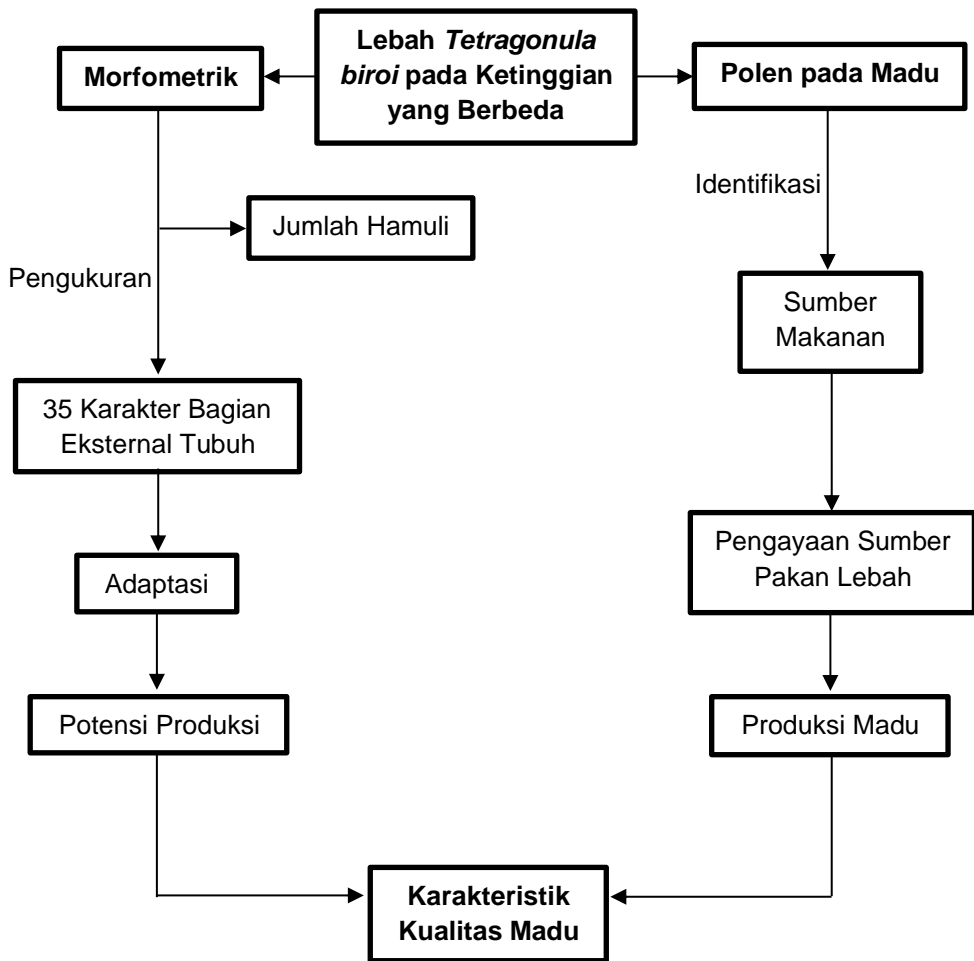 Lebah Tetragonula
biroi pada Ketinggian
yang Berbeda
Morfometrik
Polen pada Madu
Identifikasi
Jumlah Hamuli
Pengukuran
Sumber
Makanan
35 Karakter Bagian
Eksternal Tubuh
Pengayaan Sumber
Pakan Lebah
Adaptasi
Potensi Produksi
Produksi Madu
Karakteristik
Kualitas Madu